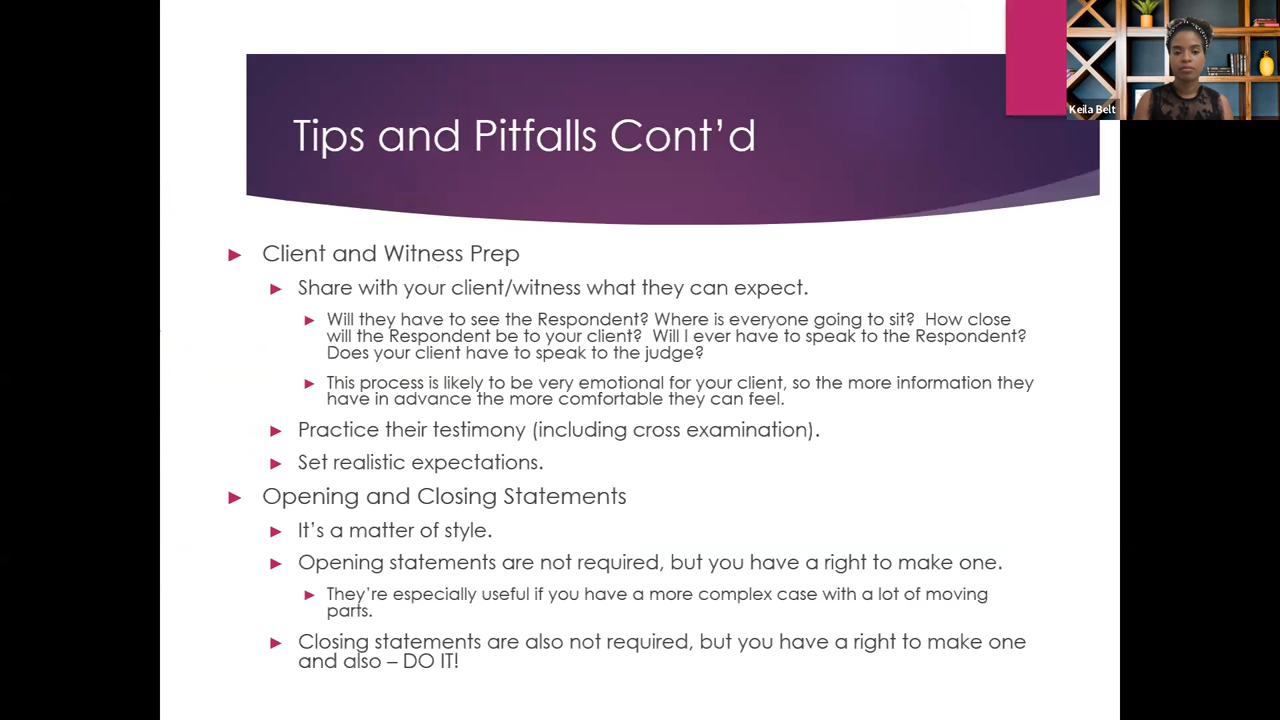 Keila Belt
Tips and Pitfalls Cont’d
► Client and Witness Prep
► Share with your client/witness what they can expect.
► Will they have to see the Respondent? Where is everyone going to sit? How close
will the Respondent be to your client? Will I ever have to speak to the Respondent?
Does your client have to speak to the judge?
► This process is likely to be very emotional for your client, so the more information they
have in advance the more comfortable they can feel.
► Practice their testimony (including cross examination).
► Set realistic expectations.
► Opening and Closing Statements
► It’s a matter of style.
► Opening statements are not required, but you have a right to make one.
► They’re especially useful if you have a more complex case with a lot of moving
parts.
► Closing statements are also not required, but you have a right to make one
and also – DO IT!